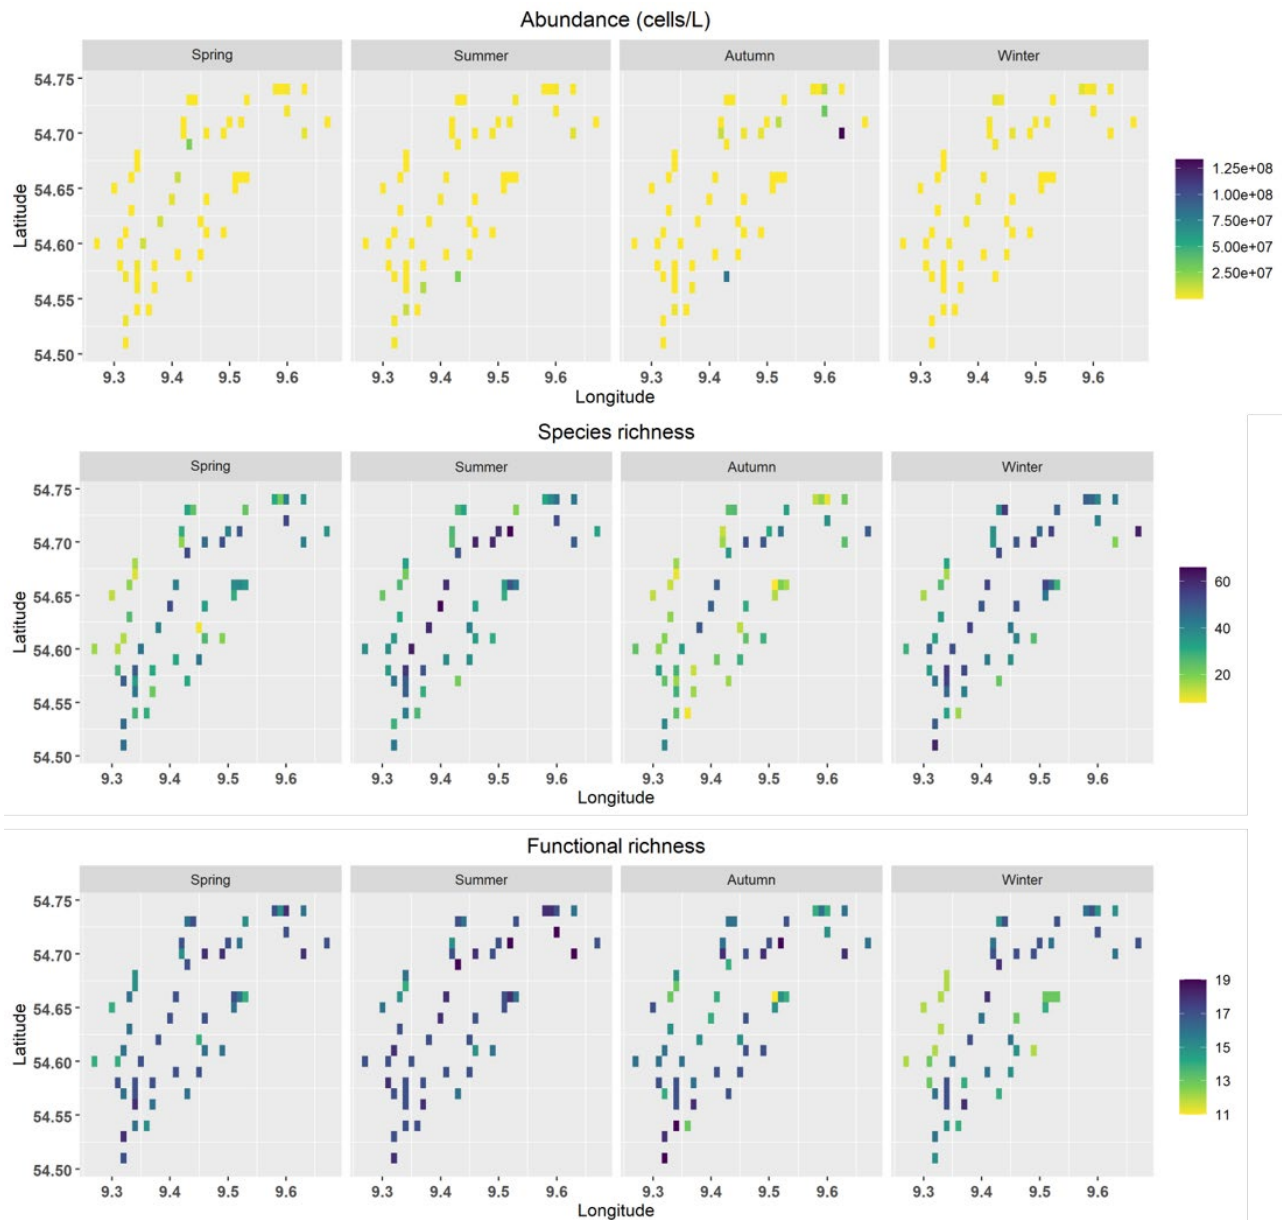 Abundance (cells/L)
Spring Summer Autumn Winter
54.75
54.70
54.65
54.60
54.55
54.50
Latitude
9.3 9.4 9.5 9.6 9.3 9.4 9.5 9.6 9.3 9.4 9.5 9.6 9.3 9.4 9.5 9.6
Longitude
1.25e+08
1.00e+08
7.50e+07
5.00e+07
2.50e+07
Species richness
Spring Summer Autumn Winter
54.75
54.70
54.65
54.60
54.55
54.50
Latitude
9.3 9.4 9.5 9.6 9.3 9.4 9.5 9.6 9.3 9.4 9.5 9.6 9.3 9.4 9.5 9.6
Longitude
60
40
20
Functional richness
Spring Summer Autumn Winter
54.75
54.70
54.65
54.60
54.55
54.50
Latitude
9.3 9.4 9.5 9.6 9.3 9.4 9.5 9.6 9.3 9.4 9.5 9.6 9.3 9.4 9.5 9.6
Longitude
19
17
15
13
11